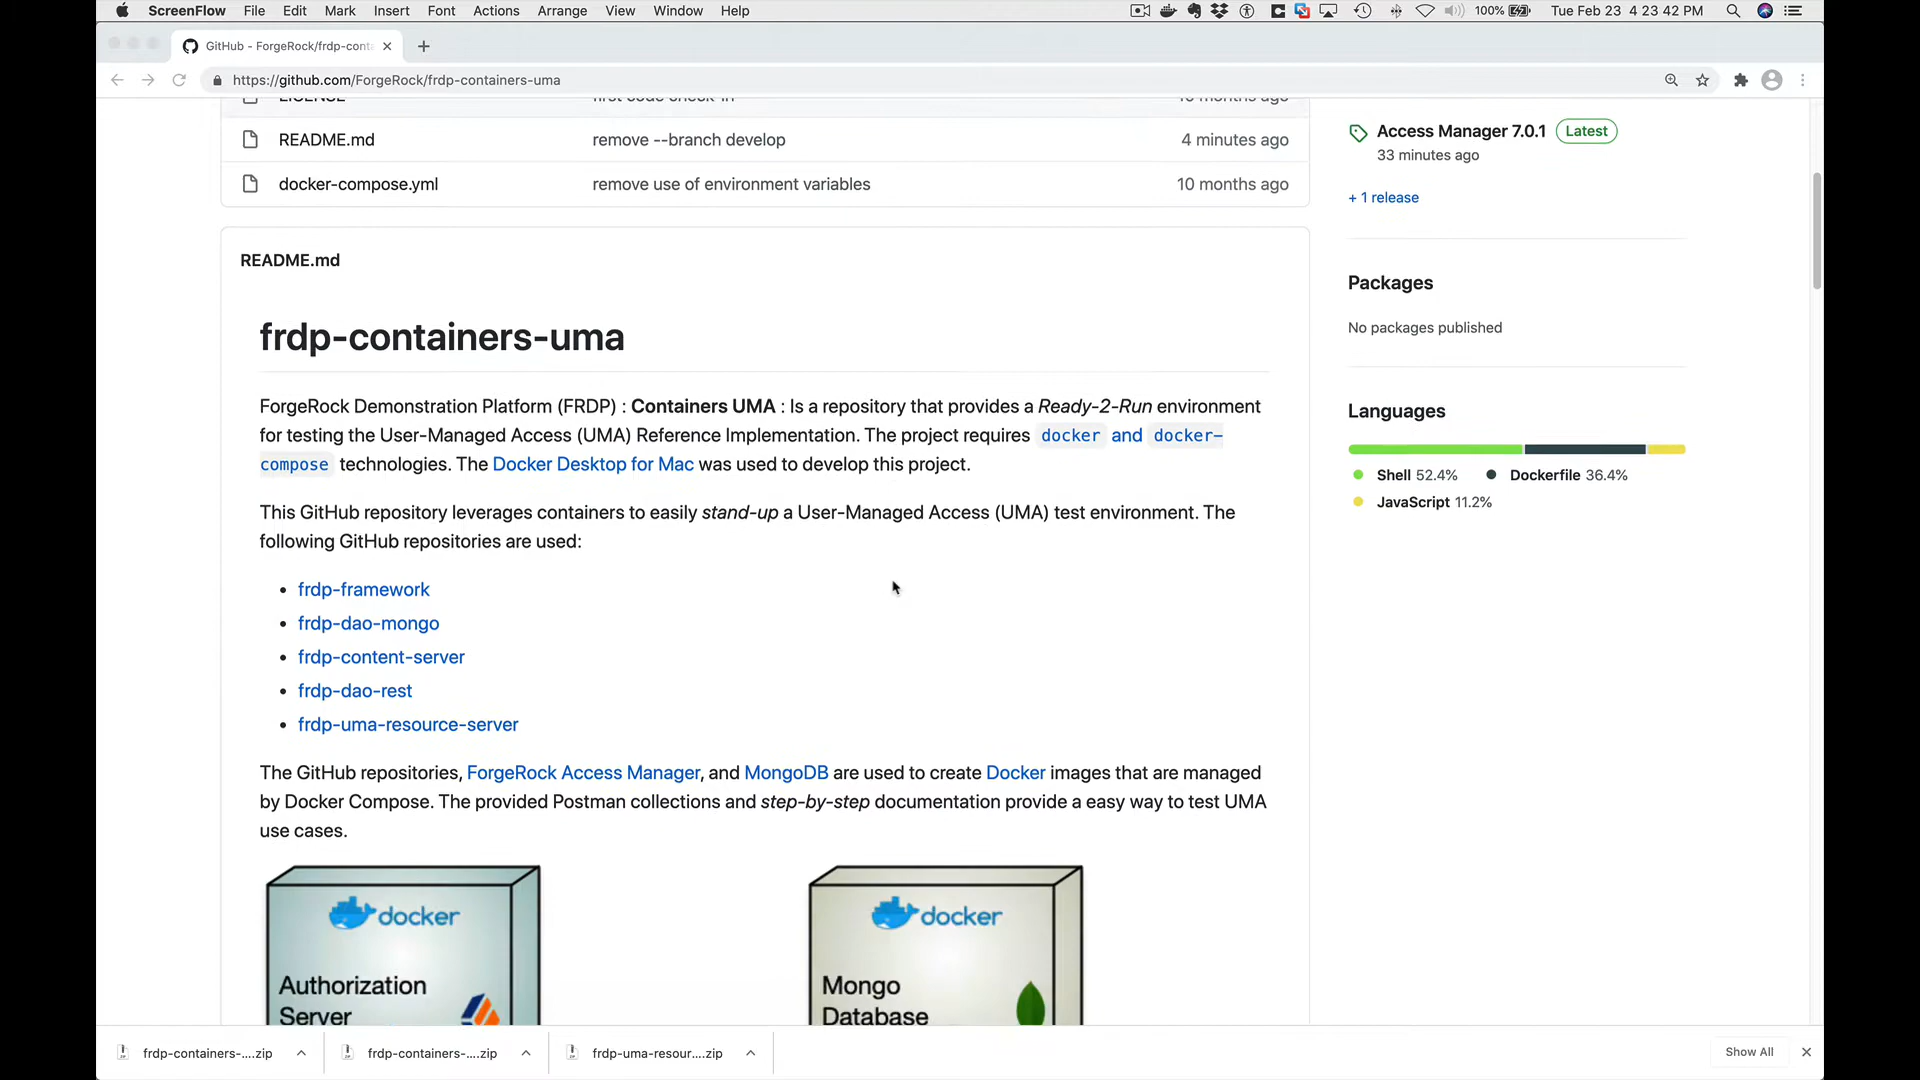 ScreenFlow File Edit Mark Insert Font Actions Arrange View Window Help 100% Tue Feb 23 4 23 42 PM
GitHub - ForgeRock/frdp-conta
https://github.com/ForgeRock/frdp-containers-uma
LICENSE first code check-in 10 months ago
README.md remove --branch develop 4 minutes ago
docker-compose.yml remove use of environment variables 10 months ago
README.md
frdp-containers-uma
ForgeRock Demonstration Platform (FRDP) : Containers UMA : Is a repository that provides a Ready-2-Run environment
for testing the User-Managed Access (UMA) Reference Implementation. The project requires docker and docker-
compose technologies. The Docker Desktop for Mac was used to develop this project.
This GitHub repository leverages containers to easily stand-up a User-Managed Access (UMA) test environment. The
following GitHub repositories are used:
frdp-framework
frdp-dao-mongo
frdp-content-server
frdp-dao-rest
frdp-uma-resource-server
The GitHub repositories, ForgeRock Access Manager, and MongoDB are used to create Docker images that are managed
by Docker Compose. The provided Postman collections and step-by-step documentation provide a easy way to test UMA
use cases.
docker
Authorization
Server
docker
Mongo
Database
Access Manager 7.0.1 Latest
33 minutes ago
+ 1 release
Packages
No packages published
Languages
Shell 52.4% Dockerfile 36.4%
JavaScript 11.2%
frdp-containers-....zip frdp-containers-....zip frdp-uma-resour....zip Show All